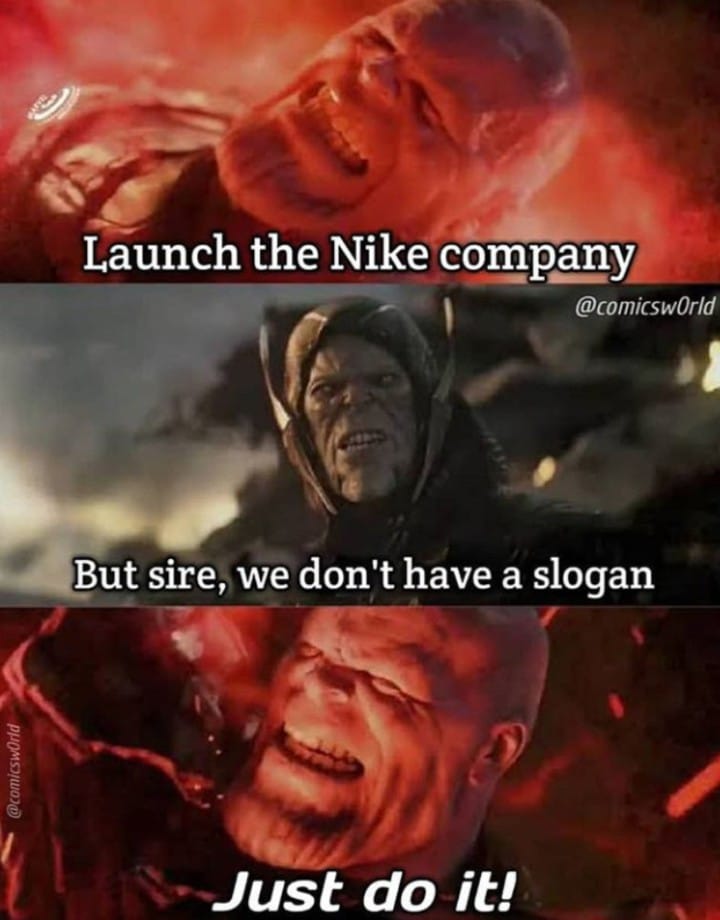 Launch the Nike company
@comicsw0rld
But sire, we don't have a slogan
@comicsw0rld
Just do it!